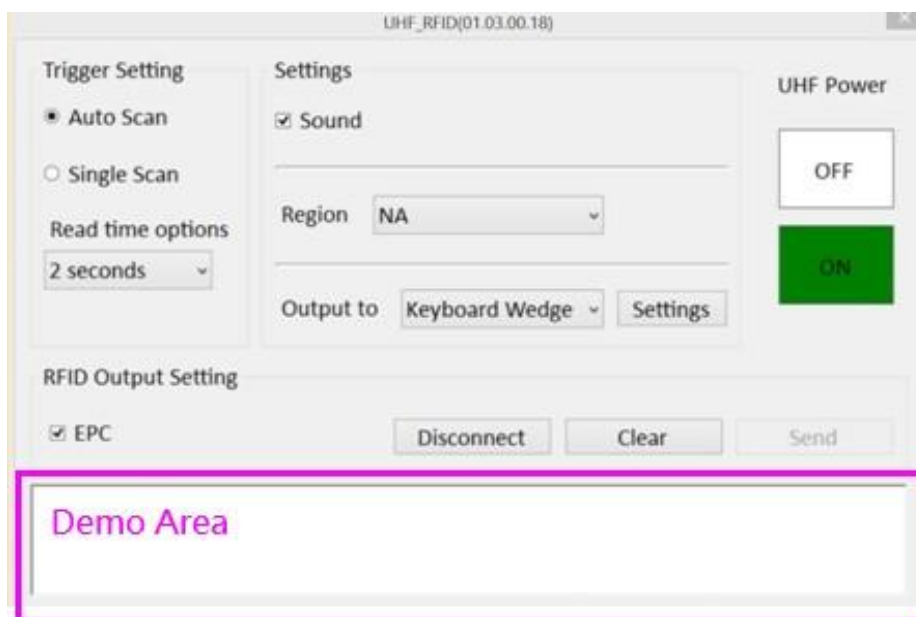 UHF_RFID(01.03.00.18)
Trigger Setting
Auto Scan
Single Scan
Read time options
2 seconds
Settings
Sound
Region NA
Output to Keyboard Wedge Settings
UHF Power
OFF
ON
RFID Output Setting
EPC Disconnect Clear Send
Demo Area